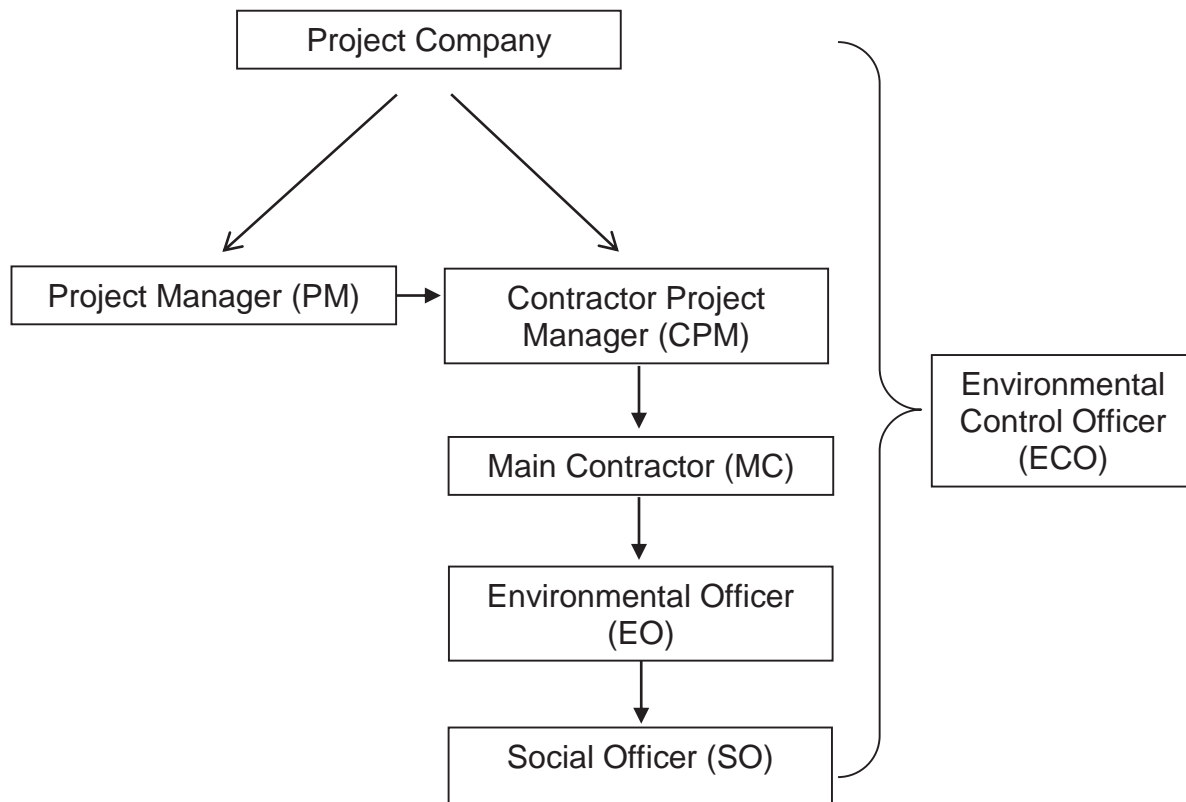 Project Company
Project Manager (PM)
Contractor Project
Manager (CPM)
Main Contractor (MC)
Environmental Officer
(EO)
Social Officer (SO)
Environmental
Control Officer
(ECO)